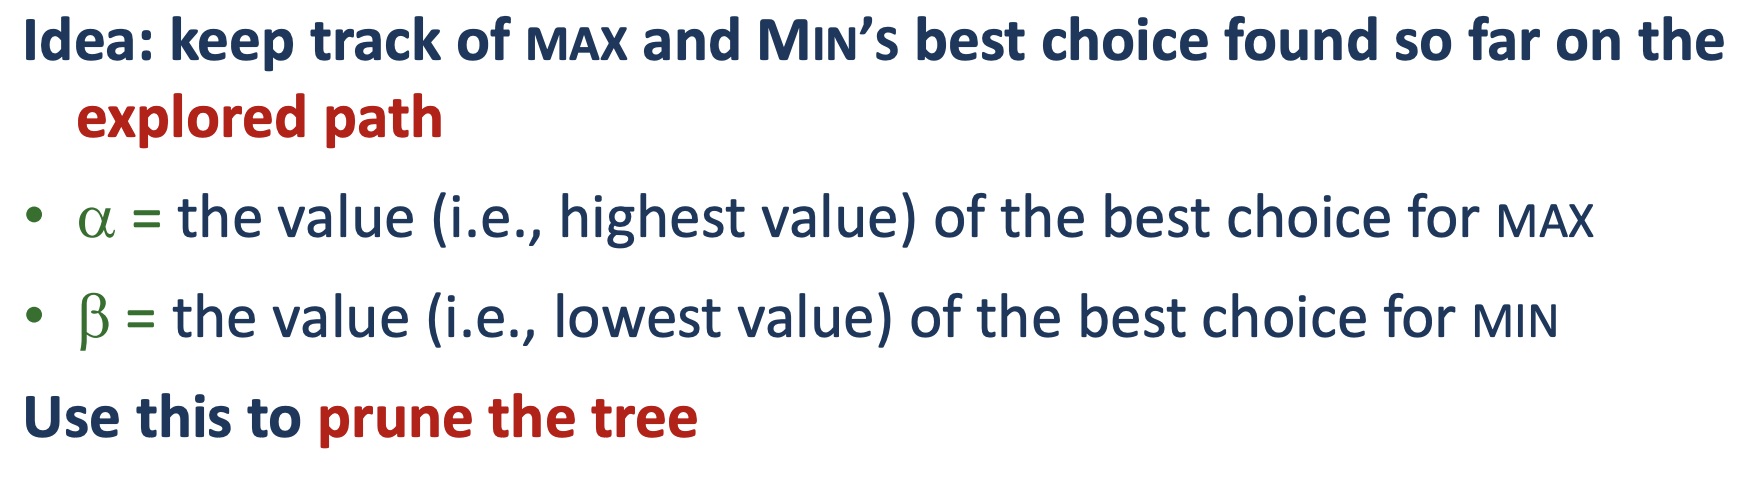 Idea: keep track of MAX and MIN’S best choice found so far on the
explored path
• α = the value (i.e., highest value) of the best choice for MAX
• β = the value (i.e., lowest value) of the best choice for MIN
Use this to prune the tree